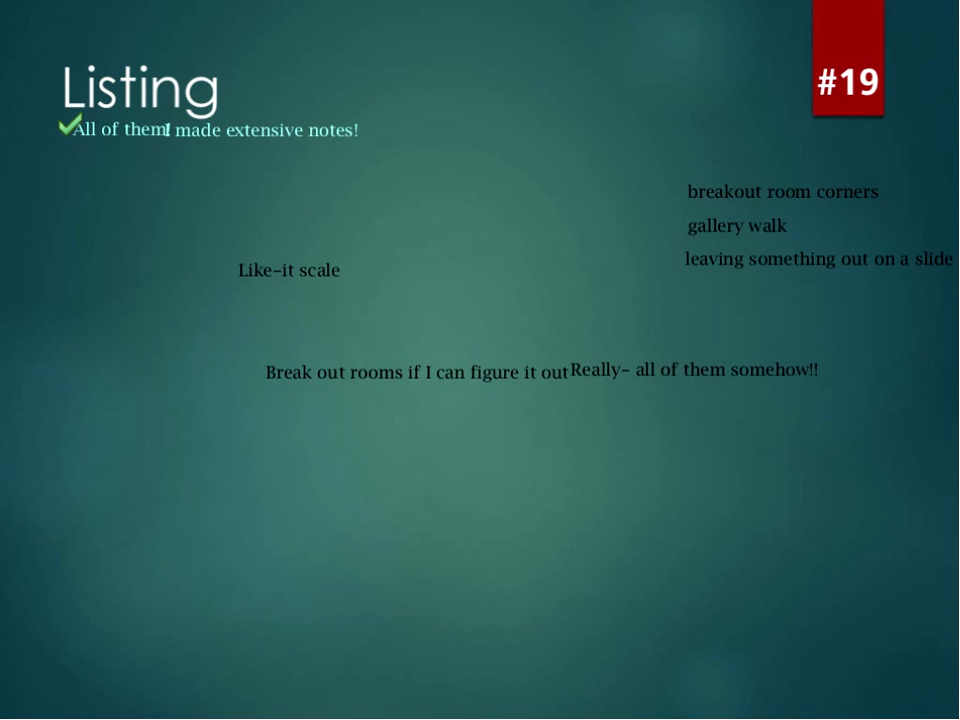 Listing
#19
All of them!
I made extensive notes!
breakout room corners
gallery walk
leaving something out on a slide
Like-it scale
Break out rooms if I can figure it out
Really- all of them somehow!!